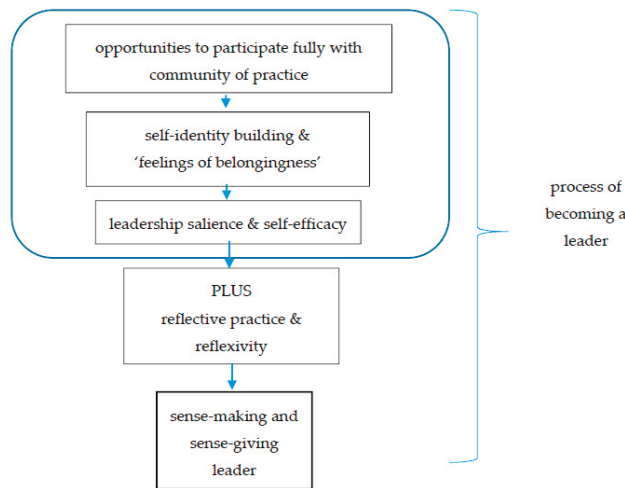 opportunities to participate fully with
community of practice
self-identity building &
‘feelings of belongingness’
leadership salience & self-efficacy
PLUS
reflective practice &
reflexivity
sense-making and
sense-giving
leader
process of
becoming a
leader